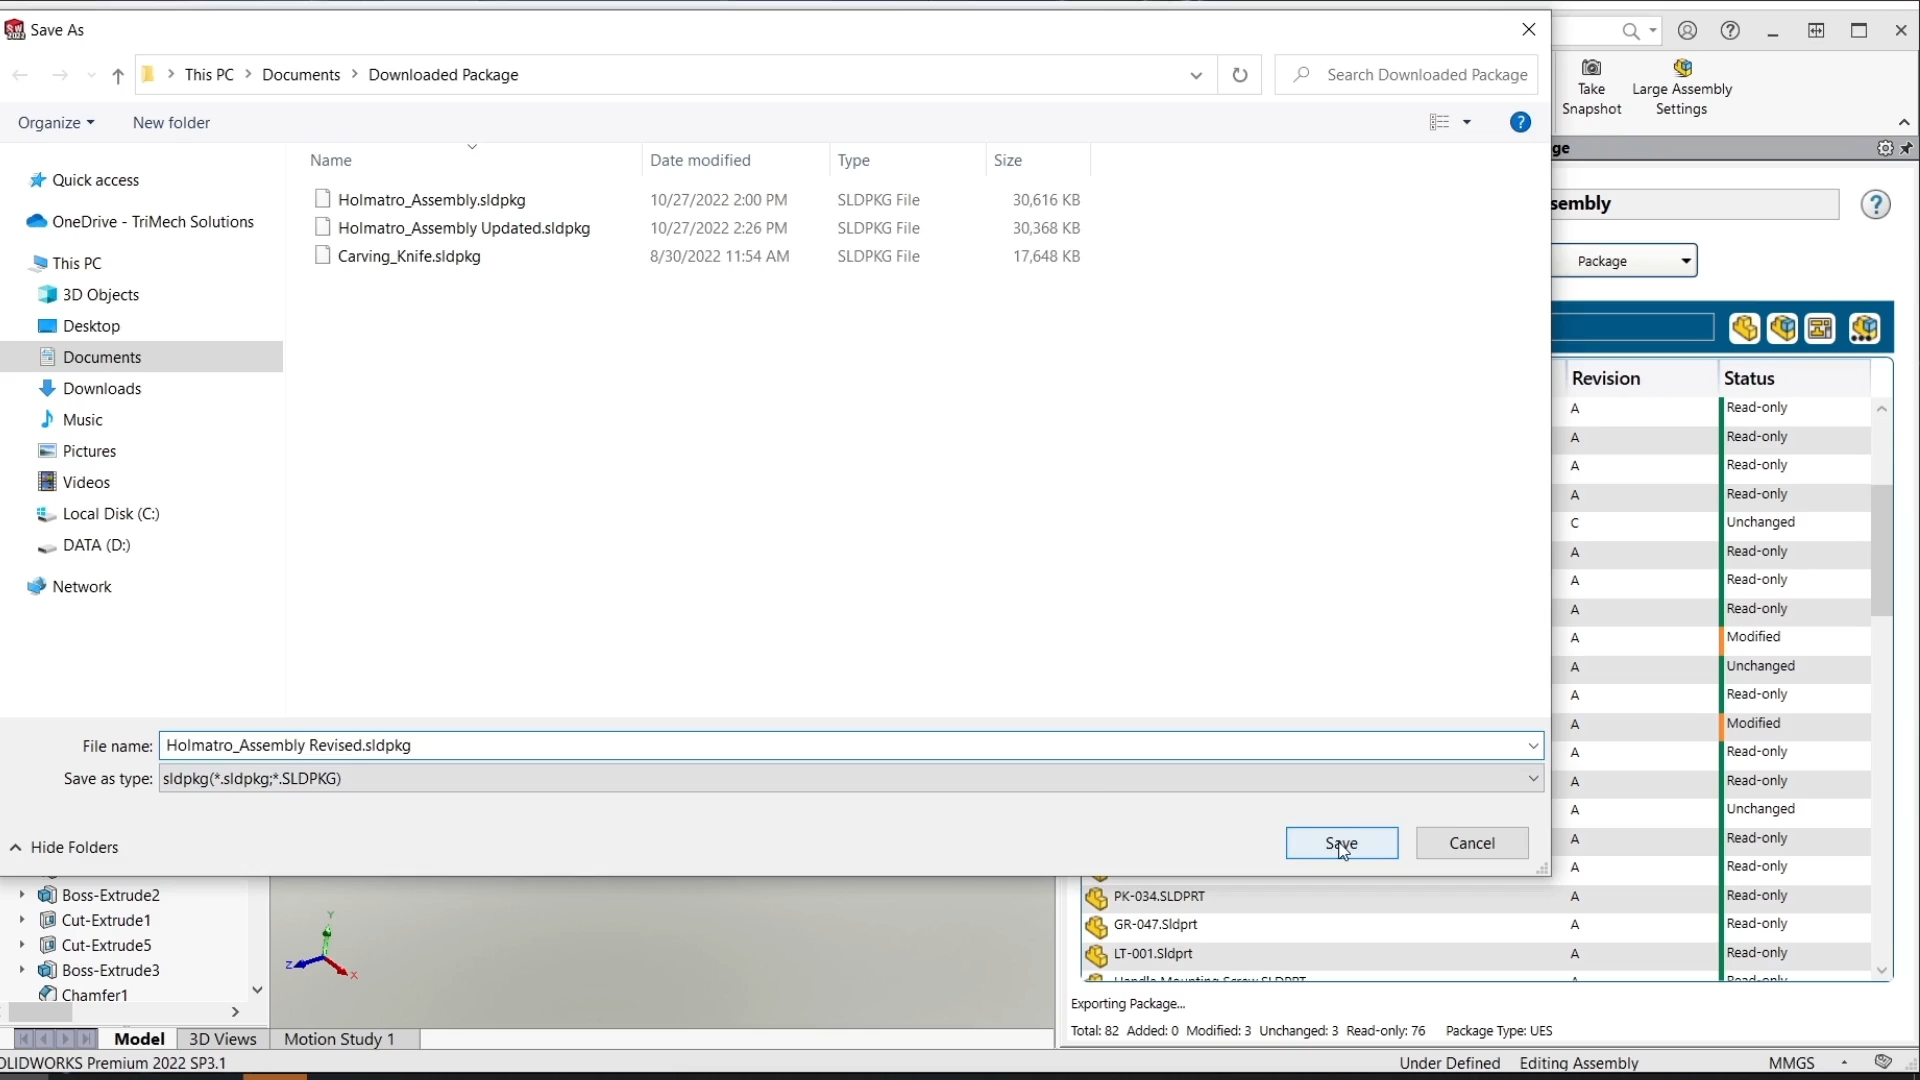 Save As
This PC > Documents > Downloaded Package
Search Downloaded Package
Organize
New folder
Name
Date modified
Type
Size
Holmatro_Assembly.sldpkg 10/27/2022 2:00 PM SLDPKG File 30,616 KB
Holmatro_Assembly Updated.sldpkg 10/27/2022 2:26 PM SLDPKG File 30,368 KB
Carving_Knife.sldpkg 8/30/2022 11:54 AM SLDPKG File 17,648 KB
Quick access
OneDrive - TriMech Solutions
This PC
3D Objects
Desktop
Documents
Downloads
Music
Pictures
Videos
Local Disk (C:)
DATA (D:)
Network
File name: Holmatro_Assembly Revised.sldpkg
Save as type: sldpkg(*.sldpkg;*.SLDPKG)
Hide Folders
Save
Cancel
Take
Snapshot
Large Assembly
Settings
ge
sembly
Package
Revision Status
A Read-only
A Read-only
A Read-only
A Read-only
C Unchanged
A Read-only
A Read-only
A Read-only
A Modified
A Unchanged
A Read-only
A Modified
A Read-only
A Read-only
A Unchanged
A Read-only
A Read-only
PK-034.SLDPRT A Read-only
GR-047.Sldprt A Read-only
LT-001.Sldprt A Read-only
Handle Mounting Screw.SLDPRT A Read-only
Exporting Package...
Total: 82 Added: 0 Modified: 3 Unchanged: 3 Read-only: 76 Package Type: UES
Boss-Extrude2
Cut-Extrude1
Cut-Extrude5
Boss-Extrude3
Chamfer1
Y
Z
X
Model
3D Views
Motion Study 1
OLIDWORKS Premium 2022 SP3.1
Under Defined
Editing Assembly
MMGS